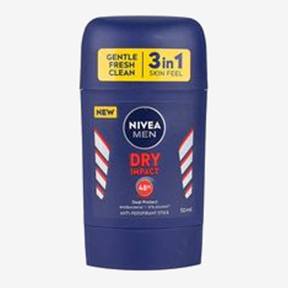 GENTLE
FRESH
CLEAN
3in1
SKIN FEEL
NEW
NIVEA
MEN
DRY
IMPACT
48H
Dual Protect
ANTI-PERSPIRANT STICK
50ml